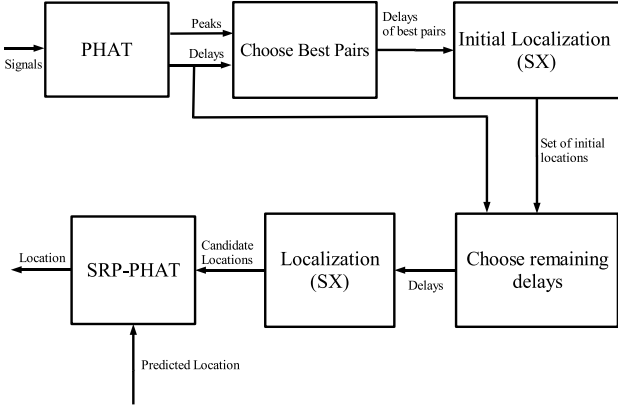 Signals
PHAT
Peaks
Delays
Choose Best Pairs
Delays
of best pairs
Initial Localization
(SX)
Set of initial
locations
Location
SRP-PHAT
Candidate
Locations
Localization
(SX)
Delays
Choose remaining
delays
Predicted Location